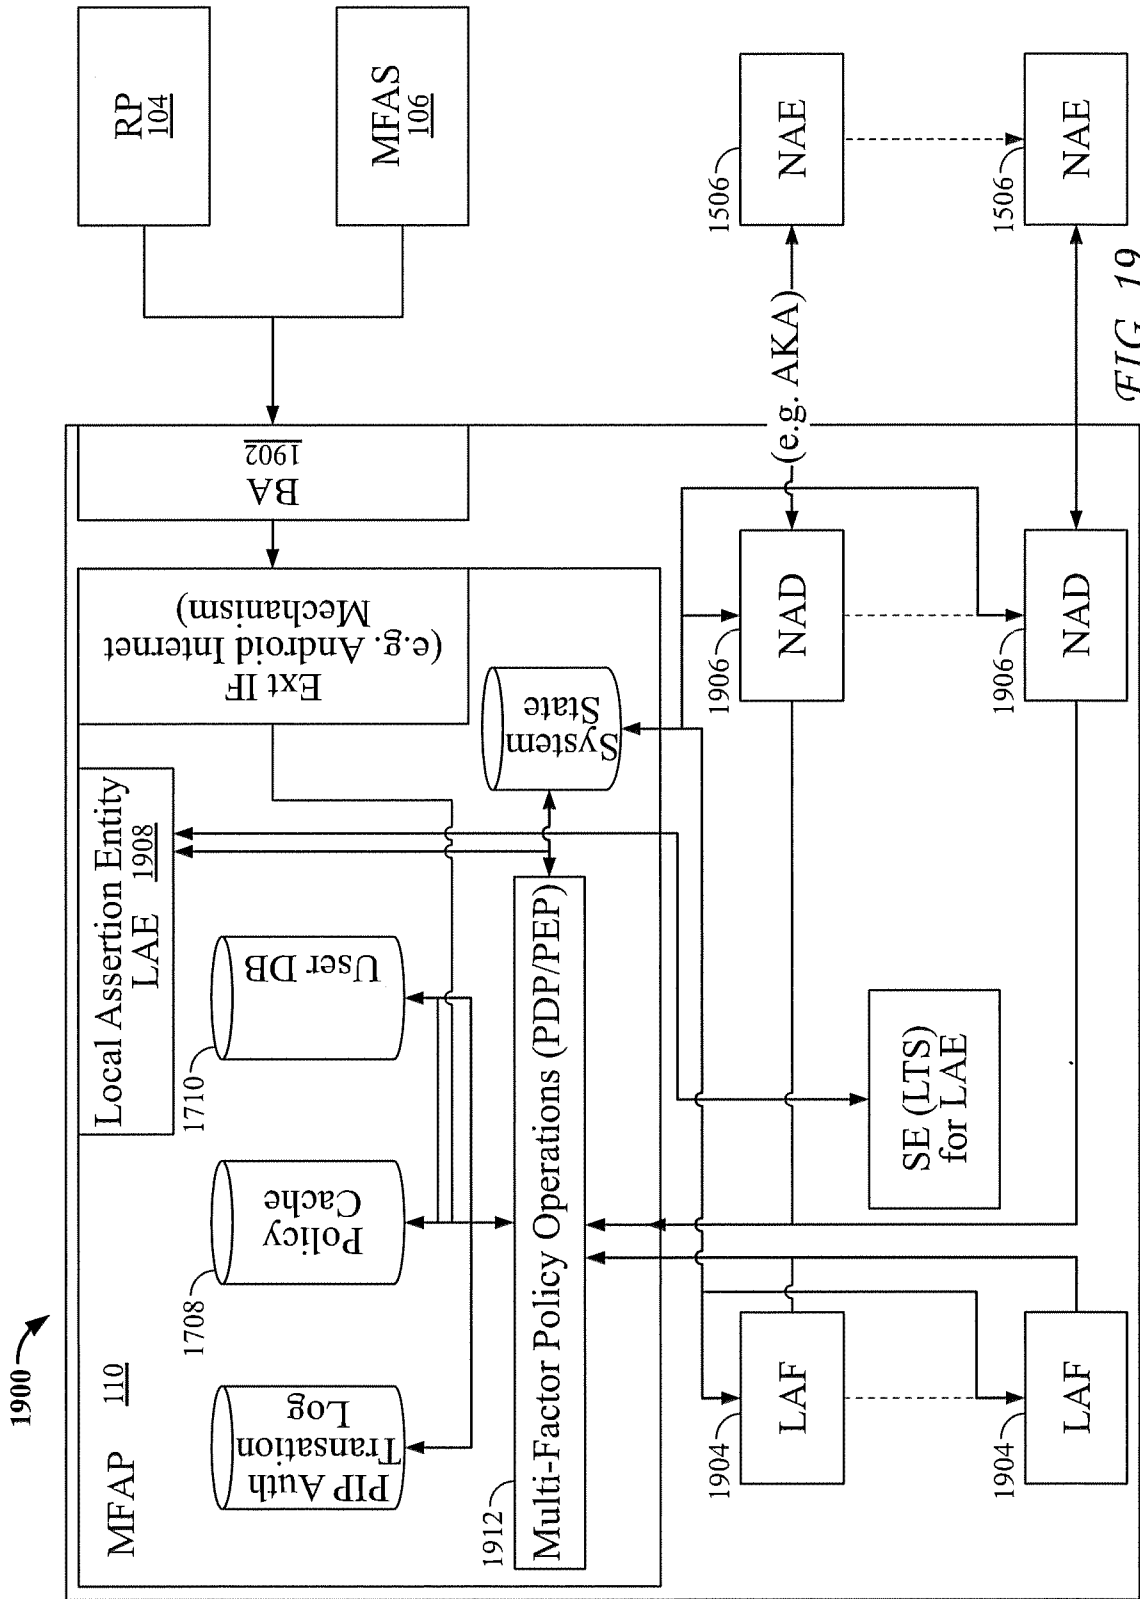 1900
MFAP 110
PIP Auth
Transation
Log
1708
Policy
Cache
1710
User DB
Local Assertion Entity
LAE 1908
Ext IF
(e.g. Android Internet
Mechanism)
BA
1902
RP
104
MFAS
106
System
State
1912
Multi-Factor Policy Operations (PDP/PEP)
1904
LAF
1904
LAF
SE (LTS)
for LAE
1906
NAD
1906
NAD
(e.g. AKA)
1506
NAE
1506
NAE
FIG. 19